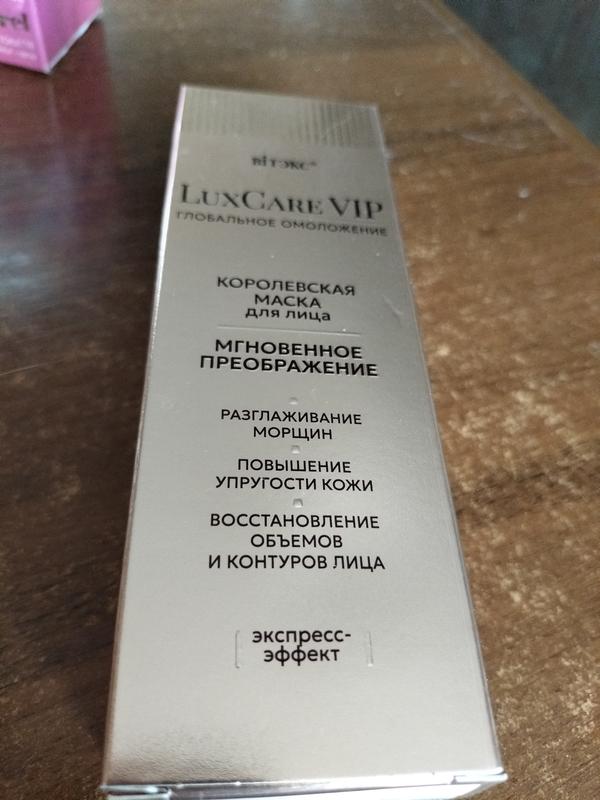 вiтэкс®
LuxCare VIP
ГЛОБАЛЬНОЕ ОМОЛОЖЕНИЕ
КОРОЛЕВСКАЯ
МАСКА
для лица
МГНОВЕННОЕ
ПРЕОБРАЖЕНИЕ
РАЗГЛАЖИВАНИЕ
МОРЩИН
ПОВЫШЕНИЕ
УПРУГОСТИ КОЖИ
ВОССТАНОВЛЕНИЕ
ОБЪЕМОВ
И КОНТУРОВ ЛИЦА
[ экспресс-
эффект ]